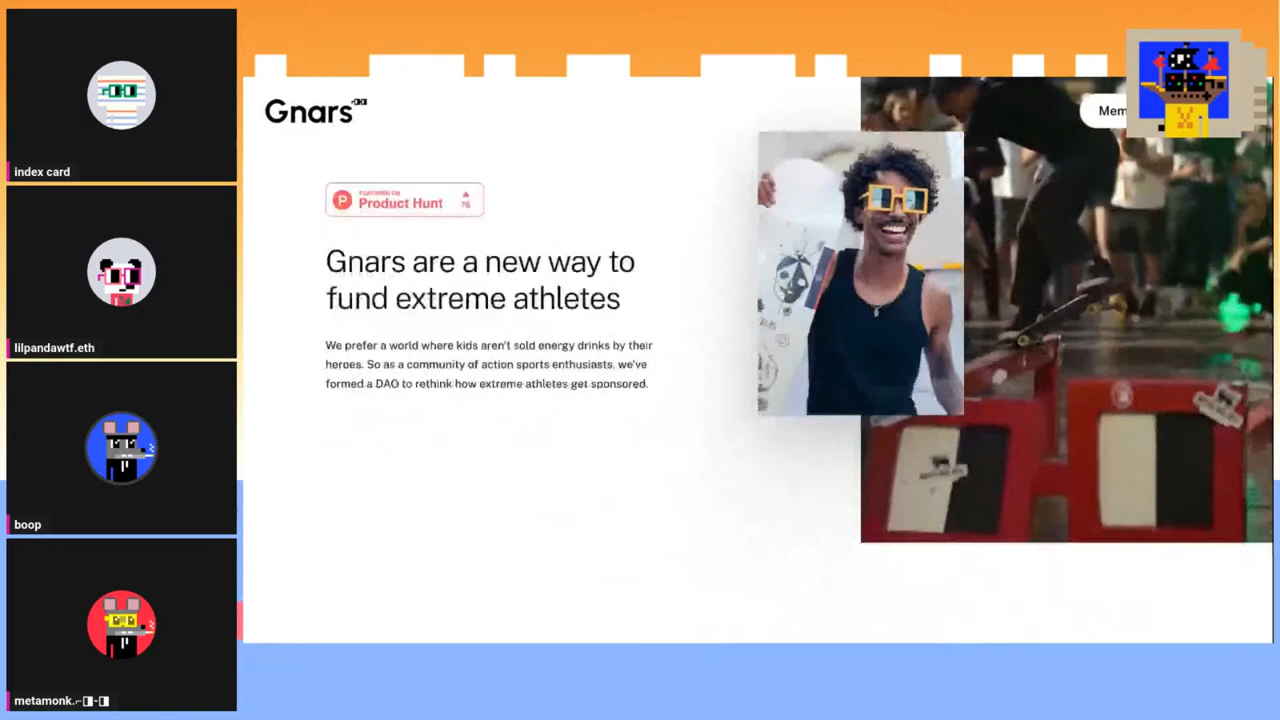 index card
lilpandawtf.eth
boop
metamonk.⌐◨-◨
Gnars
Mem
FEATURED ON
Product Hunt
Gnars are a new way to
fund extreme athletes
We prefer a world where kids aren't sold energy drinks by their
heroes. So as a community of action sports enthusiasts, we've
formed a DAO to rethink how extreme athletes get sponsored.